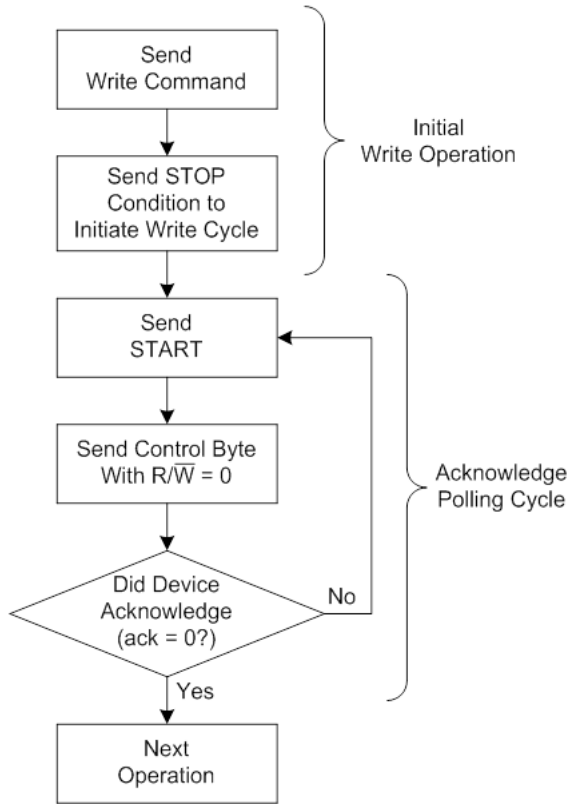 Send
Write Command
Initial
Write Operation
Send STOP
Condition to
Initiate Write Cycle
Send
START
Send Control Byte
With R/W̅ = 0
Acknowledge
Polling Cycle
Did Device
Acknowledge
(ack = 0?)
No
Yes
Next
Operation